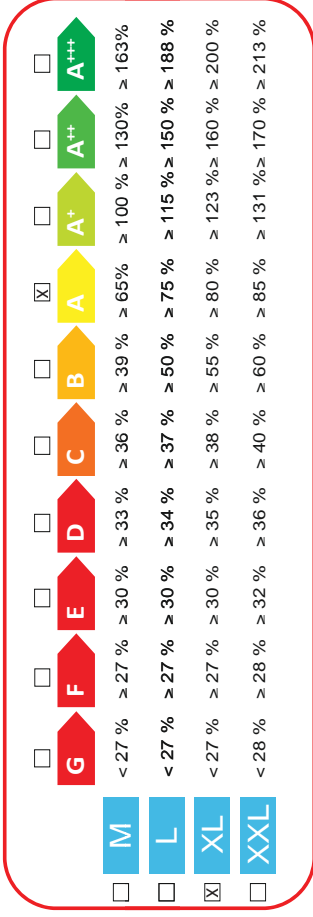 ☐ ☐ ☐ ☐ ☐ ☐ ☒ ☐ ☐ ☐
G F E D C B A A+ A++ A+++
☐ M < 27 % ≥ 27 % ≥ 30 % ≥ 33 % ≥ 36 % ≥ 39 % ≥ 65% ≥ 100 % ≥ 130% ≥ 163%
☐ L < 27 % ≥ 27 % ≥ 30 % ≥ 34 % ≥ 37 % ≥ 50 % ≥ 75 % ≥ 115 % ≥ 150 % ≥ 188 %
☒ XL < 27 % ≥ 27 % ≥ 30 % ≥ 35 % ≥ 38 % ≥ 55 % ≥ 80 % ≥ 123 % ≥ 160 % ≥ 200 %
☐ XXL < 28 % ≥ 28 % ≥ 32 % ≥ 36 % ≥ 40 % ≥ 60 % ≥ 85 % ≥ 131 % ≥ 170 % ≥ 213 %